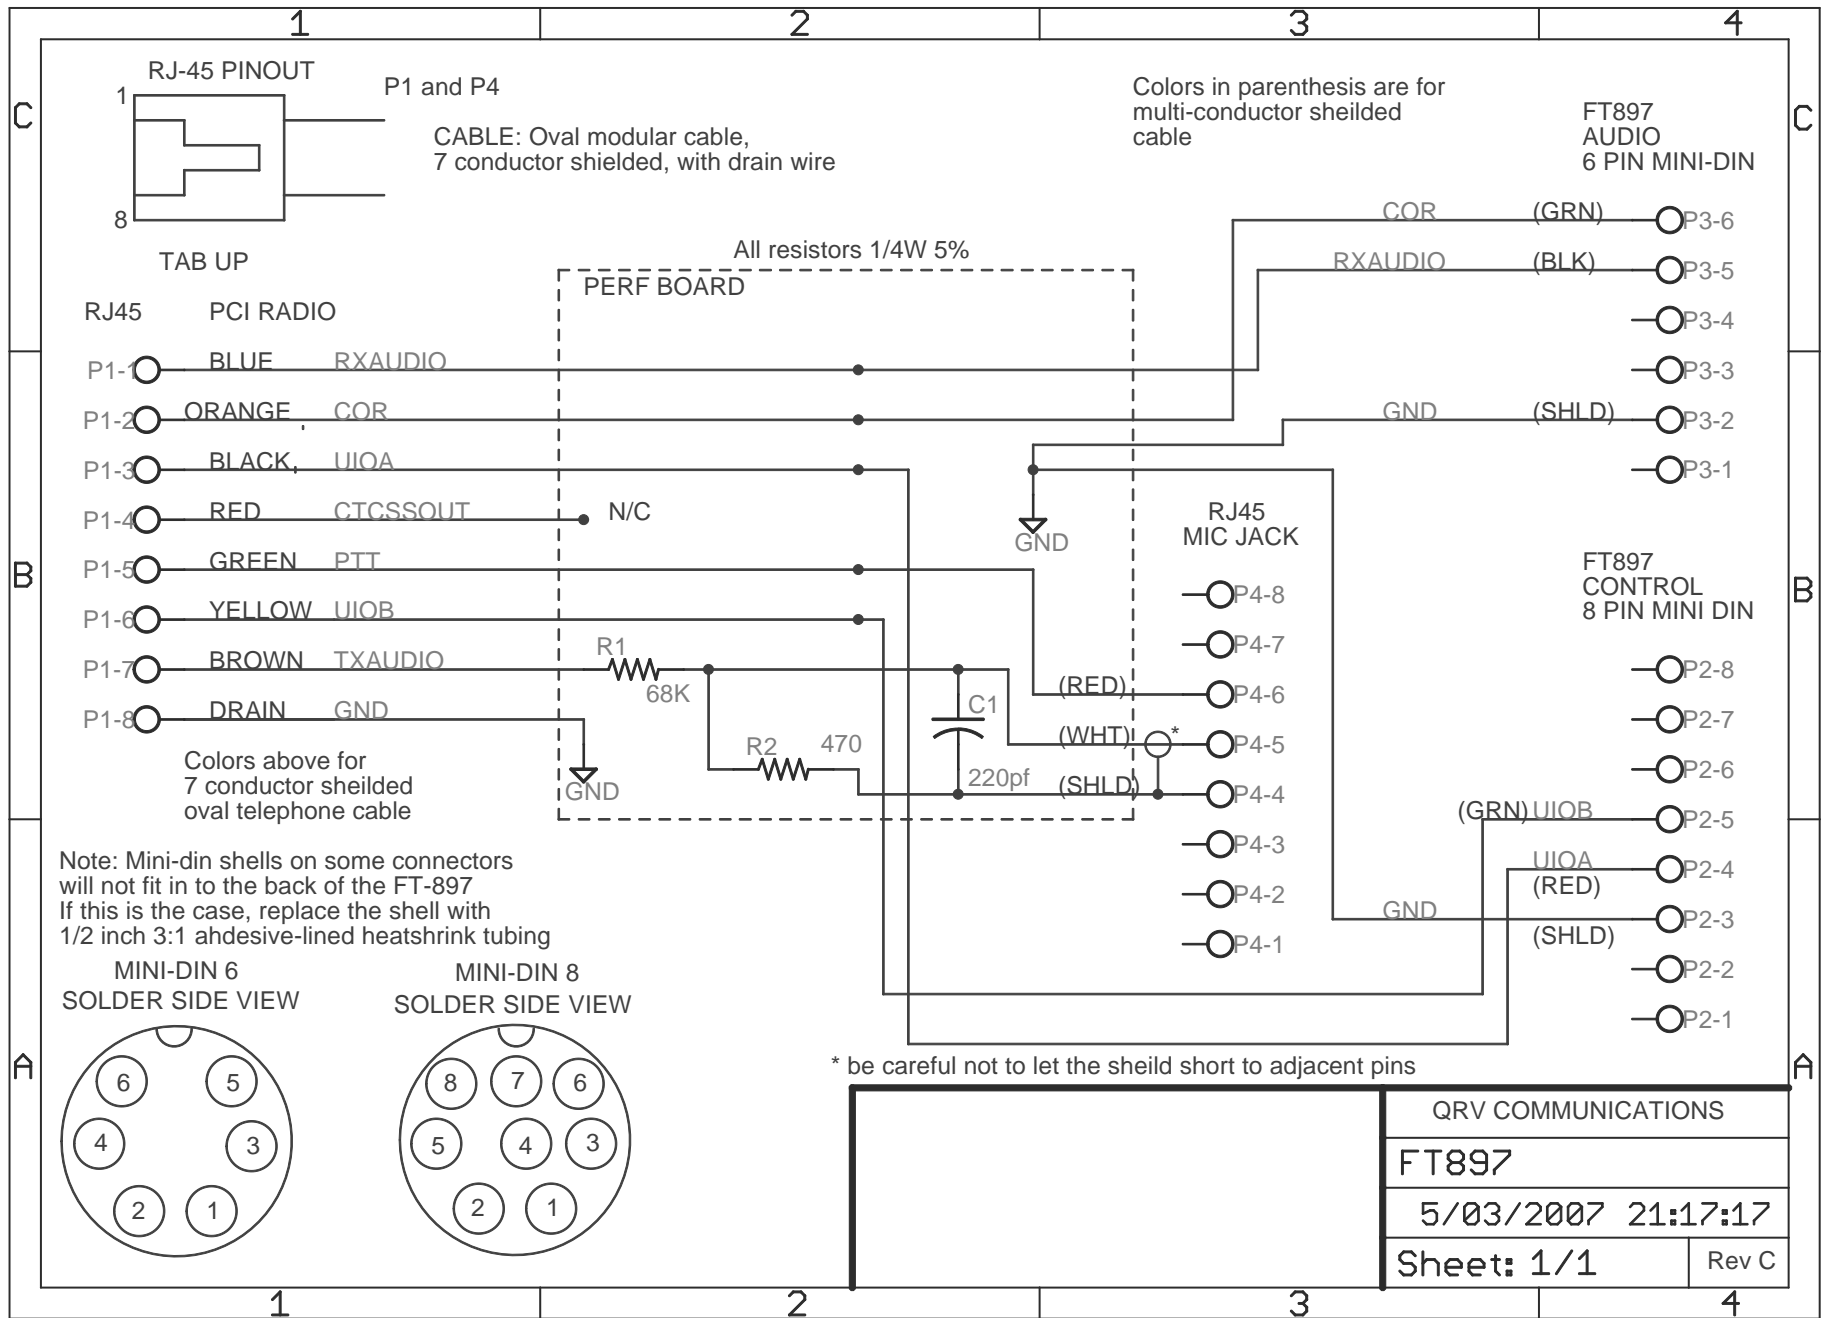 1 2 3 4
C C
RJ-45 PINOUT
1
8
TAB UP
P1 and P4
CABLE: Oval modular cable,
7 conductor shielded, with drain wire
Colors in parenthesis are for
multi-conductor sheilded
cable
FT897
AUDIO
6 PIN MINI-DIN
COR (GRN) P3-6
RXAUDIO (BLK) P3-5
P3-4
P3-3
GND (SHLD) P3-2
P3-1
All resistors 1/4W 5%
PERF BOARD
RJ45 PCI RADIO
P1-1 BLUE RXAUDIO
P1-2 ORANGE, COR
P1-3 BLACK, UIOA
P1-4 RED CTCSSOUT N/C
P1-5 GREEN PTT
P1-6 YELLOW UIOB
P1-7 BROWN TXAUDIO
P1-8 DRAIN GND
B B
GND
GND
R1
68K
R2 470
C1
220pf
(RED)
(WHT) *
(SHLD)
RJ45
MIC JACK
P4-8
P4-7
P4-6
P4-5
P4-4
P4-3
P4-2
P4-1
FT897
CONTROL
8 PIN MINI DIN
P2-8
P2-7
P2-6
(GRN) UIOB P2-5
UIOA P2-4
(RED)
GND P2-3
(SHLD)
P2-2
P2-1
Colors above for
7 conductor sheilded
oval telephone cable
Note: Mini-din shells on some connectors
will not fit in to the back of the FT-897
If this is the case, replace the shell with
1/2 inch 3:1 ahdesive-lined heatshrink tubing
MINI-DIN 6
SOLDER SIDE VIEW
6 5
4 3
2 1
MINI-DIN 8
SOLDER SIDE VIEW
8 7 6
5 4 3
2 1
A A
* be careful not to let the sheild short to adjacent pins
QRV COMMUNICATIONS
FT897
5/03/2007 21:17:17
Sheet: 1/1 Rev C
1 2 3 4